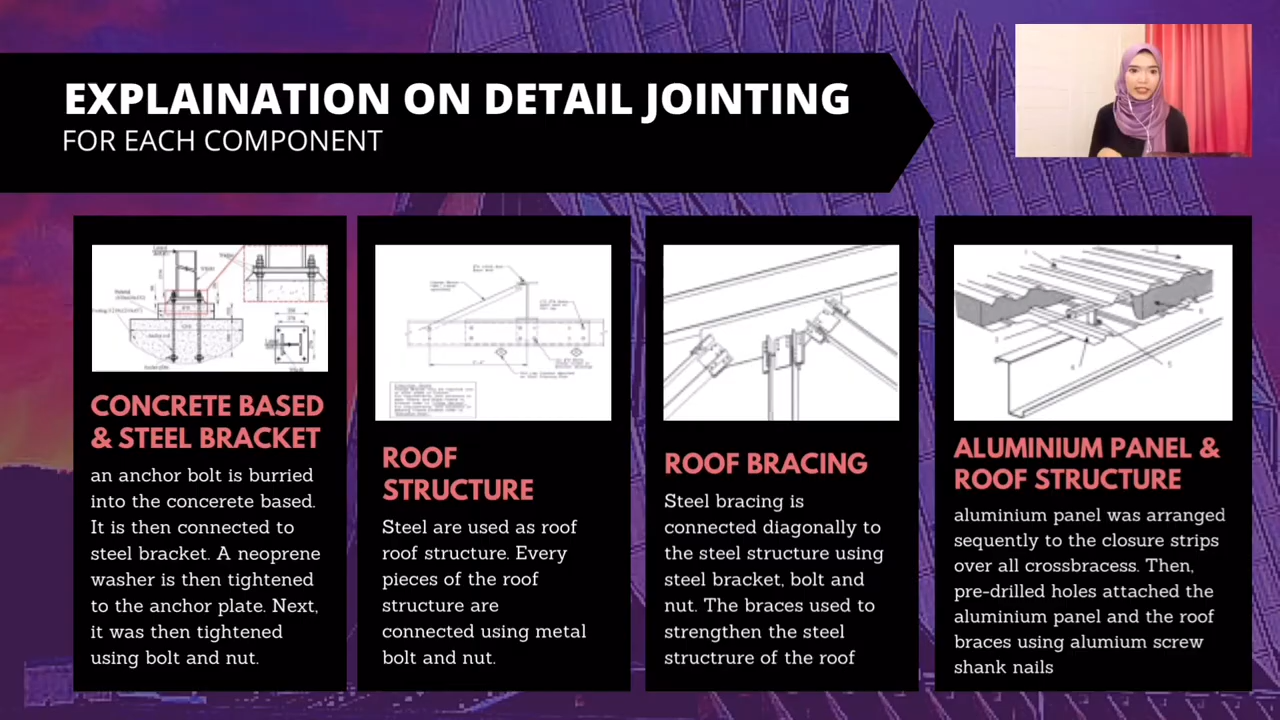 EXPLAINATION ON DETAIL JOINTING
FOR EACH COMPONENT
CONCRETE BASED
& STEEL BRACKET
an anchor bolt is burried
into the concerete based.
It is then connected to
steel bracket. A neoprene
washer is then tightened
to the anchor plate. Next,
it was then tightened
using bolt and nut.
ROOF
STRUCTURE
Steel are used as roof
roof structure. Every
pieces of the roof
structure are
connected using metal
bolt and nut.
ROOF BRACING
Steel bracing is
connected diagonally to
the steel structure using
steel bracket, bolt and
nut. The braces used to
strengthen the steel
structrure of the roof
ALUMINIUM PANEL &
ROOF STRUCTURE
aluminium panel was arranged
sequently to the closure strips
over all crossbracess. Then,
pre-drilled holes attached the
aluminium panel and the roof
braces using alumium screw
shank nails